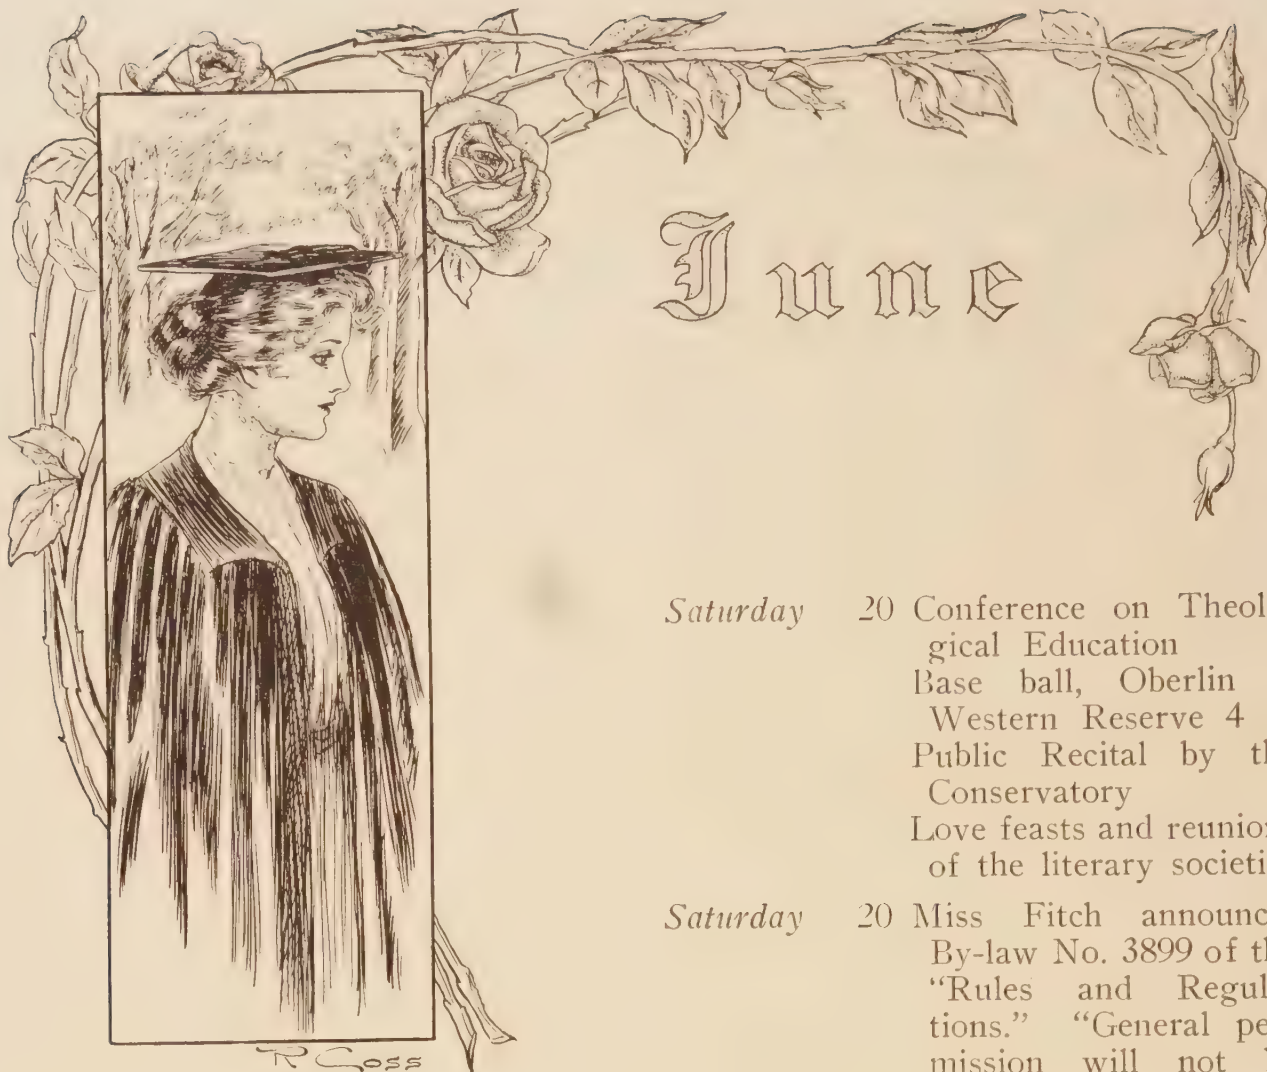 June
Saturday 20 Conference on Theol
gical Education
Base ball, Oberlin
Western Reserve 4
Public Recital by th
Conservatory
Love feasts and reunion
of the literary societi
Saturday 20 Miss Fitch announc
By-law No. 3899 of th
“Rules and Regul
tions.” “General pe
mission will not
R Goss